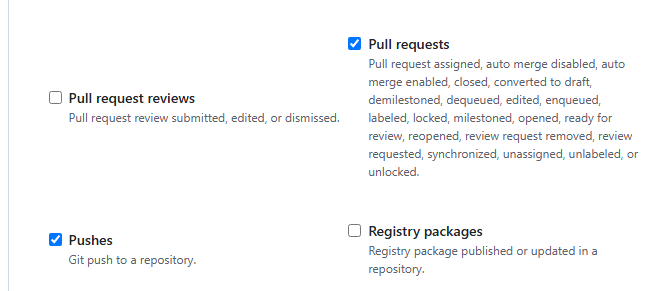 Pull requests
Pull request assigned, auto merge disabled, auto
merge enabled, closed, converted to draft,
demilestoned, dequeued, edited, enqueued,
labeled, locked, milestoned, opened, ready for
review, reopened, review request removed, review
requested, synchronized, unassigned, unlabeled, or
unlocked.
Pull request reviews
Pull request review submitted, edited, or dismissed.
Pushes
Git push to a repository.
Registry packages
Registry package published or updated in a
repository.